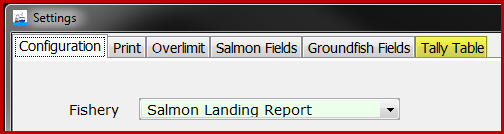 Settings
Configuration Print Overlimit Salmon Fields Groundfish Fields Tally Table
Fishery Salmon Landing Report